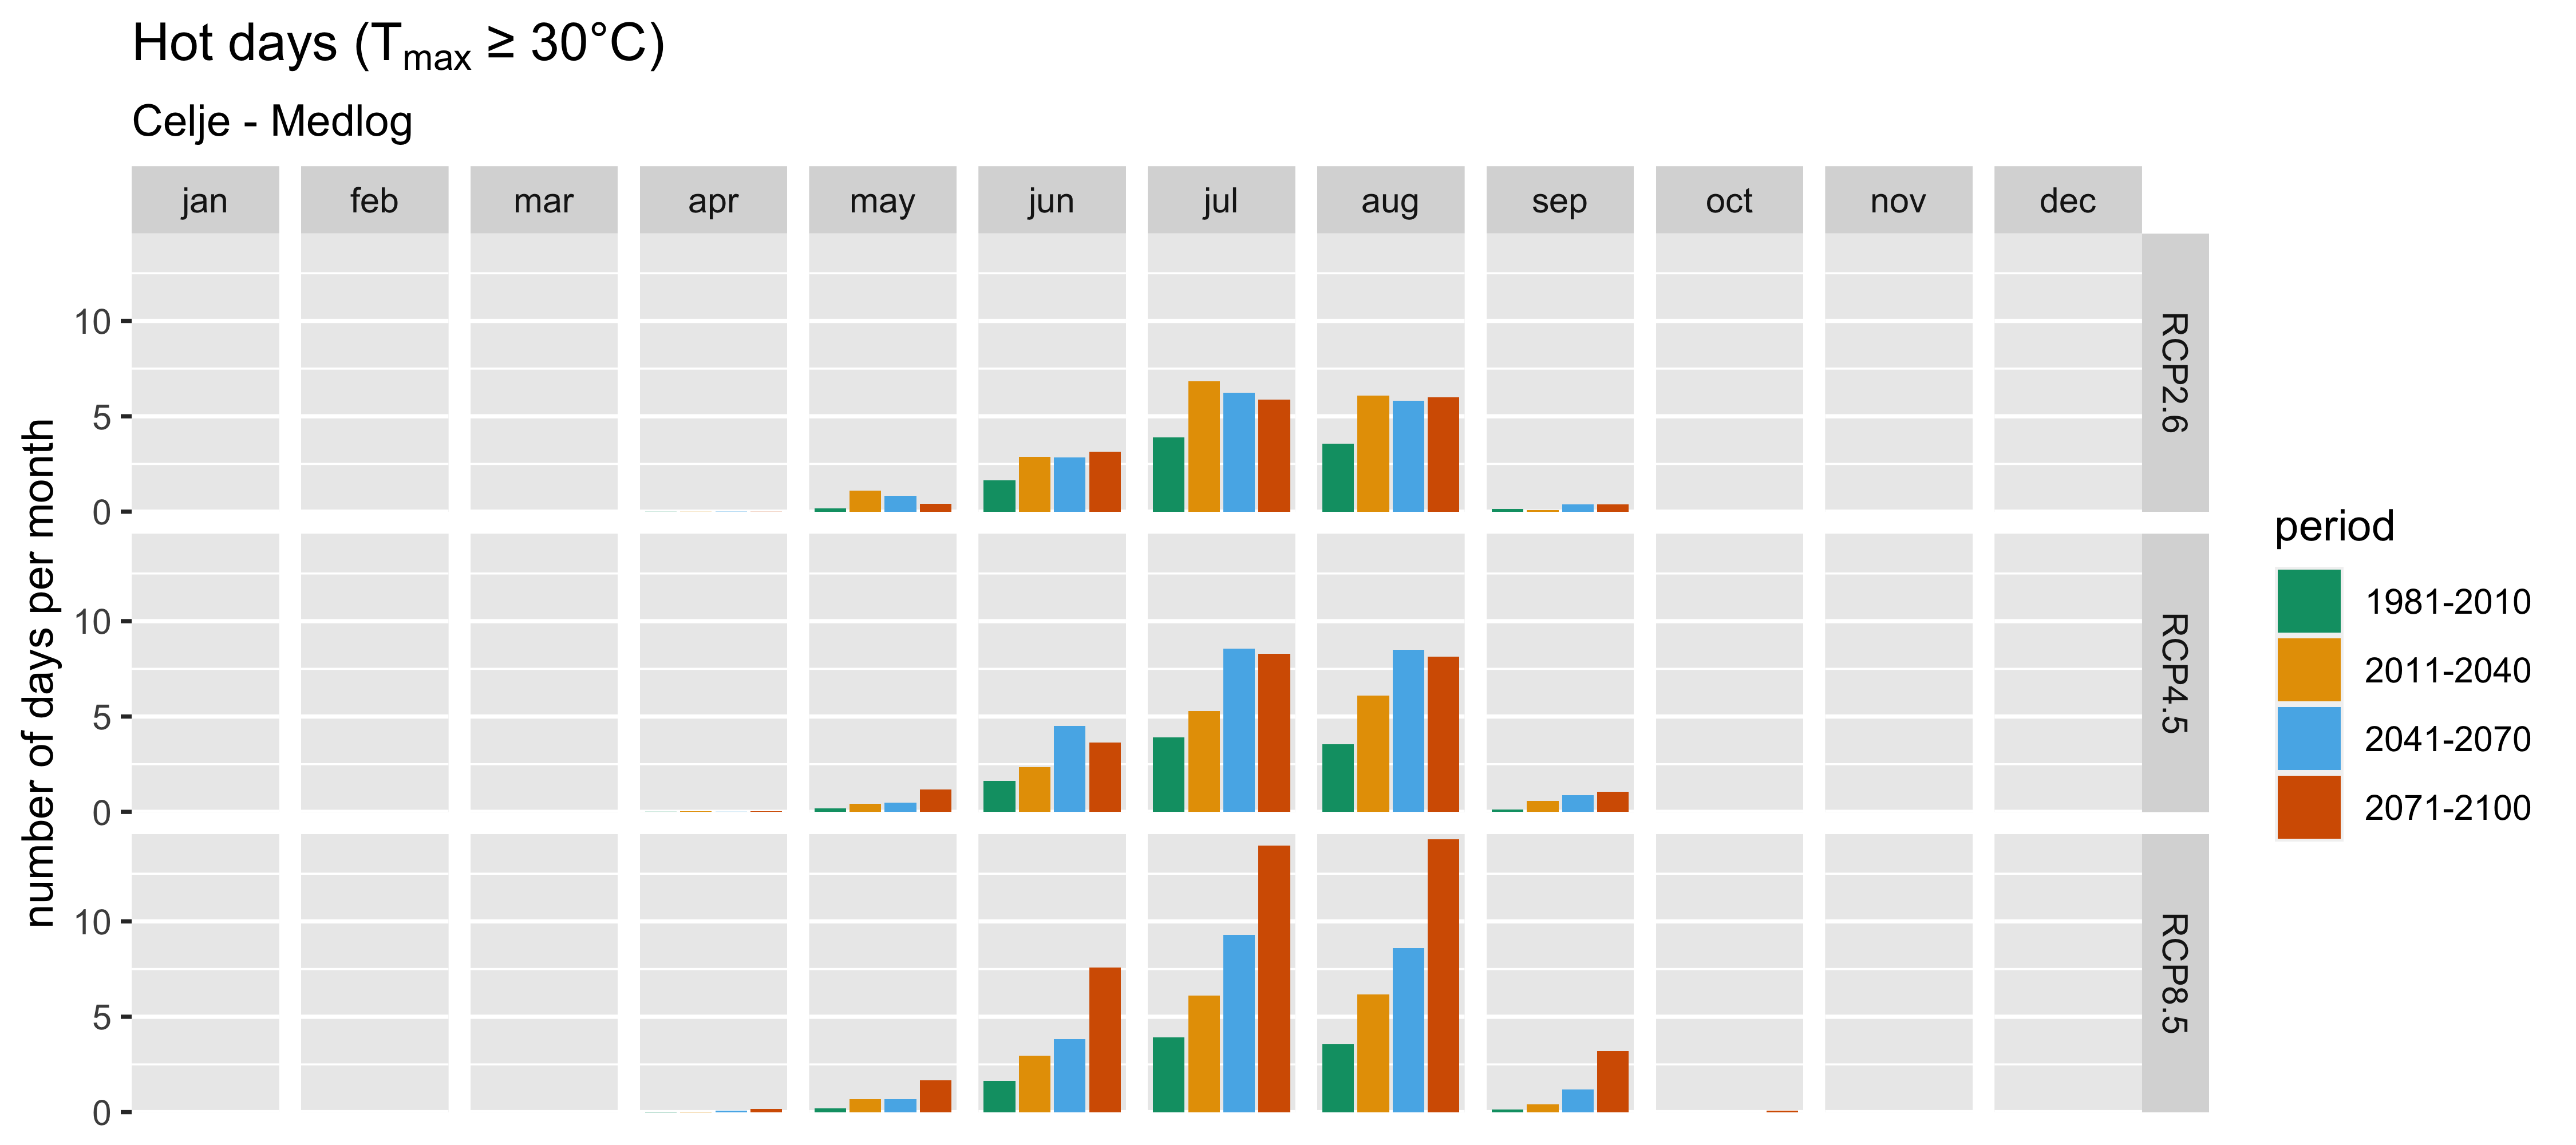 Hot days (Tmax ≥ 30°C)
Celje - Medlog
jan feb mar apr may jun jul aug sep oct nov dec
number of days per month
10
5
0
RCP2.6
10
5
0
RCP4.5
10
5
0
RCP8.5
period
1981-2010
2011-2040
2041-2070
2071-2100